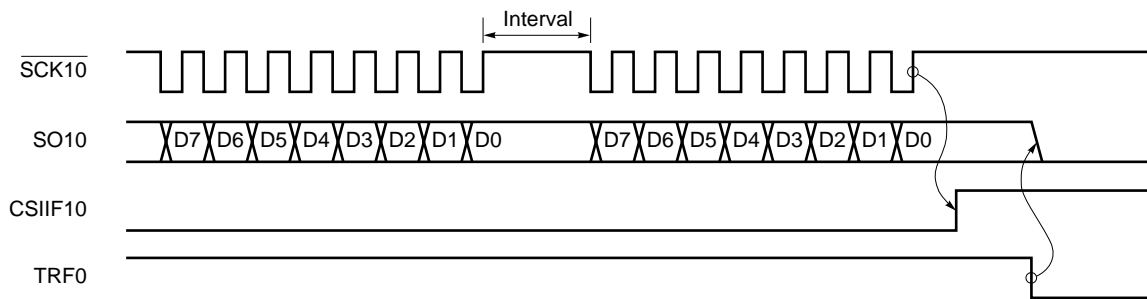 Interval
SCK10
SO10 D7 D6 D5 D4 D3 D2 D1 D0 D7 D6 D5 D4 D3 D2 D1 D0
CSIIF10
TRF0